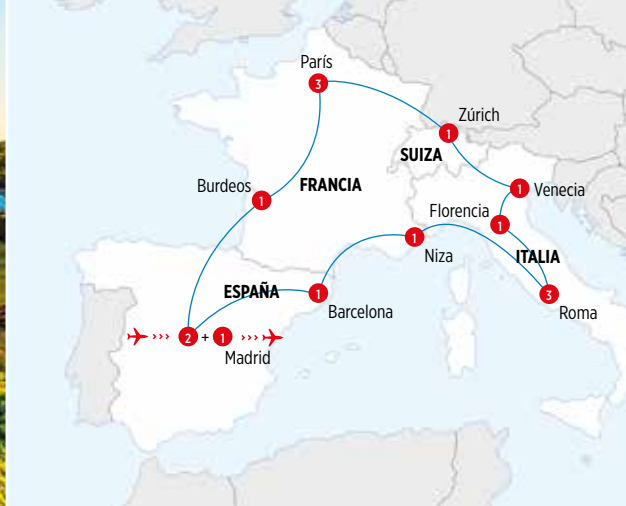 París
3
Zúrich
1
SUIZA
Burdeos
1
FRANCIA
1
Venecia
Florencia
1
Niza
1
ITALIA
ESPAÑA
1
Barcelona
3
Roma
2 + 1
Madrid